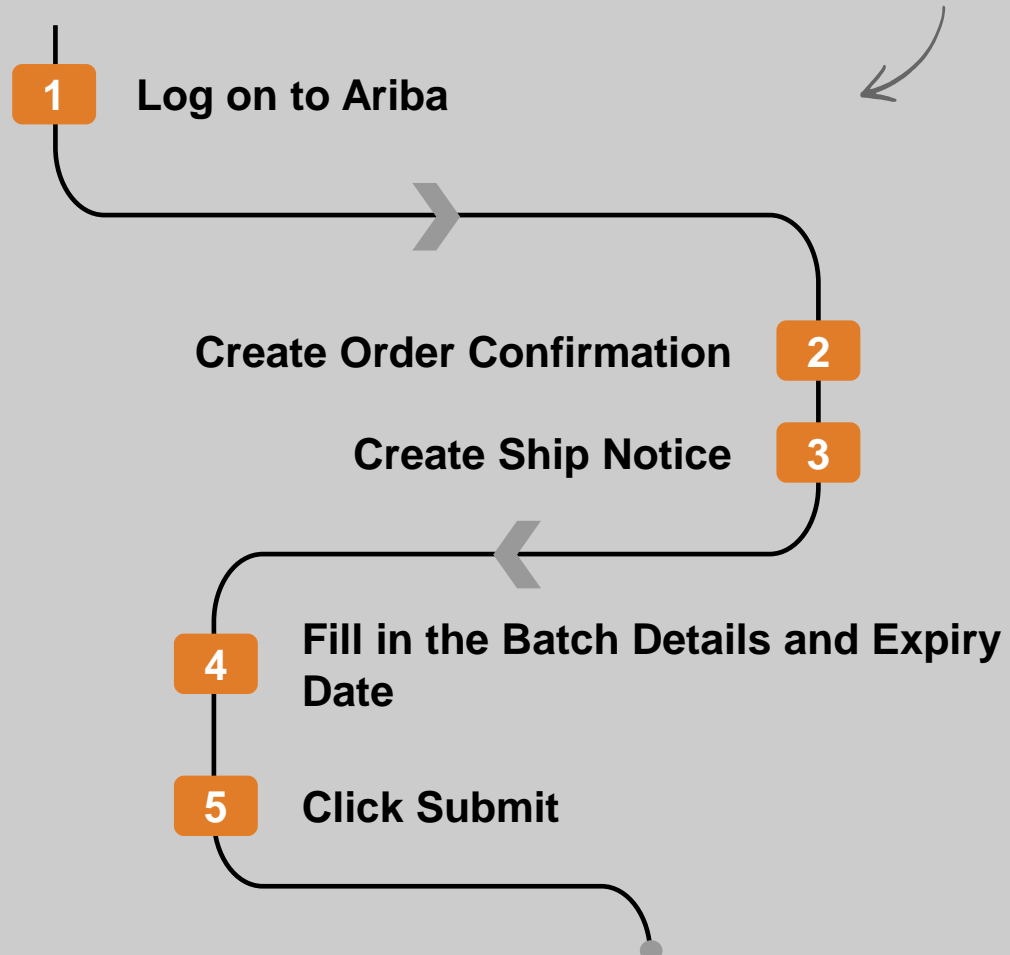 1 Log on to Ariba
Create Order Confirmation 2
Create Ship Notice 3
4 Fill in the Batch Details and Expiry
Date
5 Click Submit